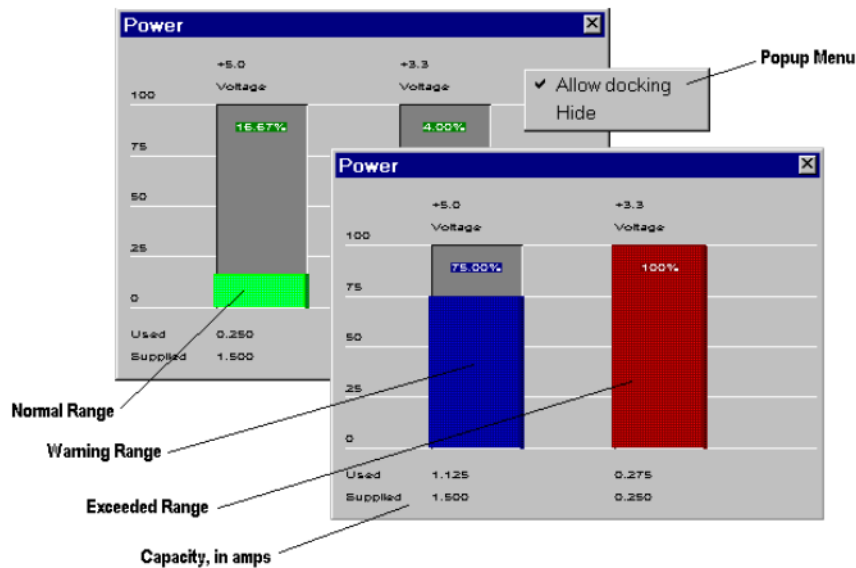 Power
+5.0 +3.3
Voltage Voltage
100
16.67% 4.00%
75
50
25
0
Used 0.250
Supplied 1.500
Allow docking
Hide
Popup Menu
Power
+5.0 +3.3
Voltage Voltage
100
75.00% 100%
75
50
25
0
Used 1.125 0.275
Supplied 1.500 0.250
Normal Range
Warning Range
Exceeded Range
Capacity, in amps